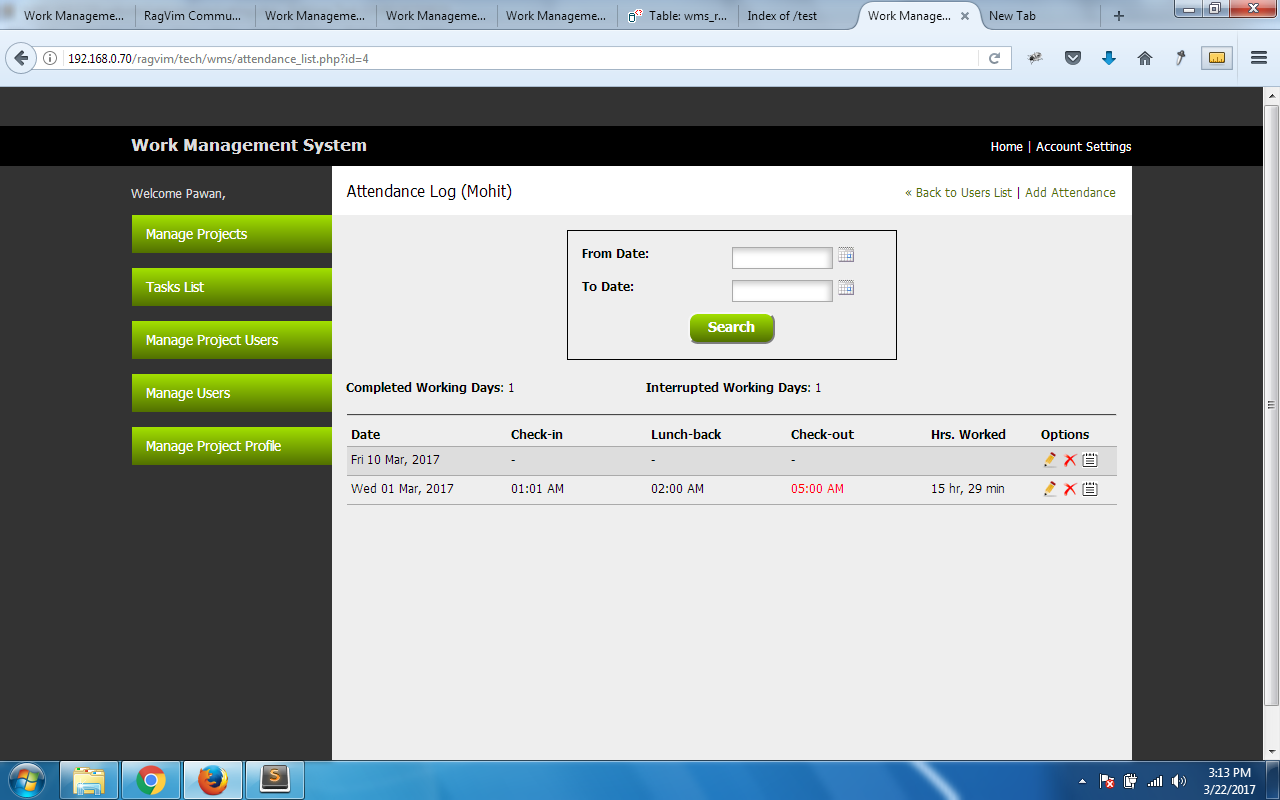 Work Manageme...
RagVim Commu...
Work Manageme...
Work Manageme...
Work Manageme...
Table: wms_r...
Index of /test
Work Manage...
New Tab
192.168.0.70/ragvim/tech/wms/attendance_list.php?id=4
Work Management System
Home | Account Settings
Welcome Pawan,
Manage Projects
Tasks List
Manage Project Users
Manage Users
Manage Project Profile
Attendance Log (Mohit)
« Back to Users List | Add Attendance
From Date:
To Date:
Search
Completed Working Days: 1 Interrupted Working Days: 1
Date Check-in Lunch-back Check-out Hrs. Worked Options
Fri 10 Mar, 2017 - - -
Wed 01 Mar, 2017 01:01 AM 02:00 AM 05:00 AM 15 hr, 29 min
3:13 PM
3/22/2017